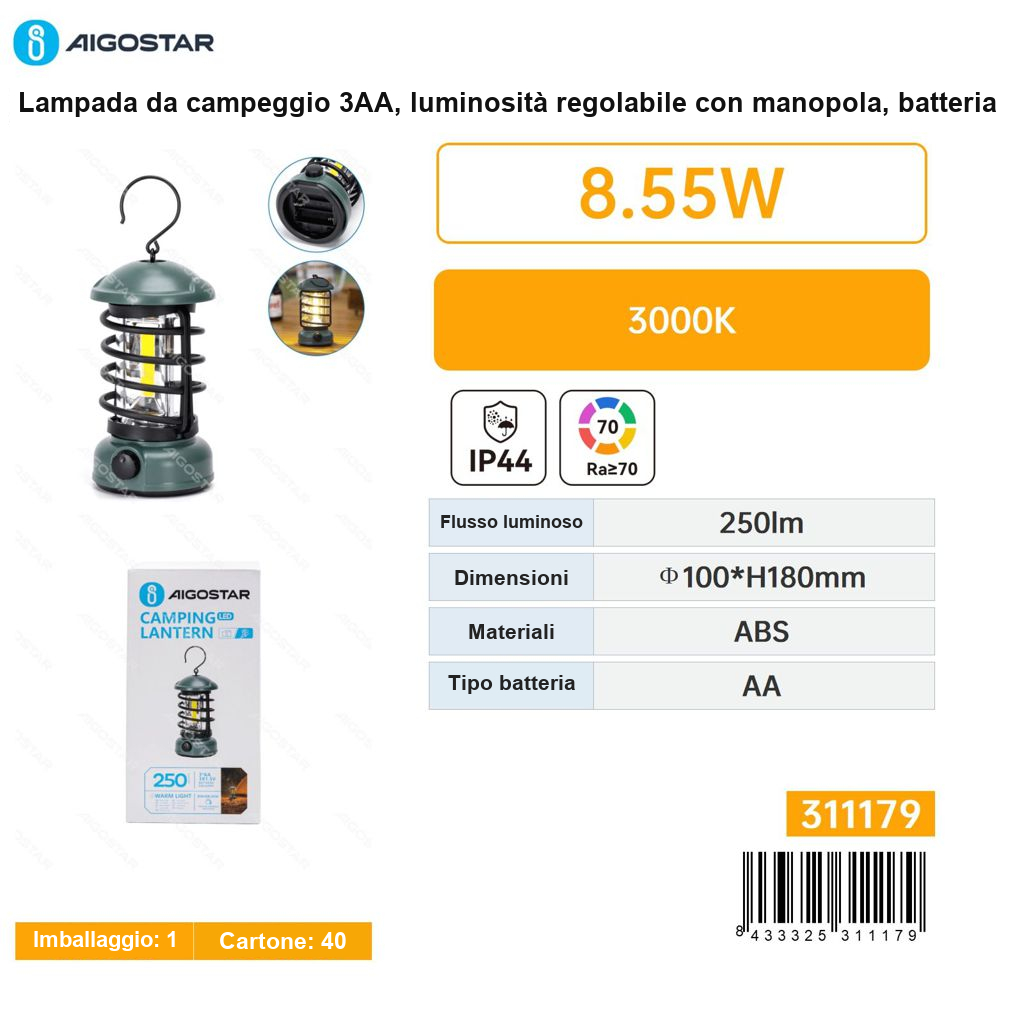 AIGOSTAR
Lampada da campeggio 3AA, luminosità regolabile con manopola, batteria
8.55W
3000K
IP44
70
Ra≥70
Flusso luminoso 250lm
Dimensioni Φ100*H180mm
Materiali ABS
Tipo batteria AA
AIGOSTAR
CAMPING LED
LANTERN
250
WARM LIGHT
311179
8 433325 311179
Imballaggio: 1 Cartone: 40